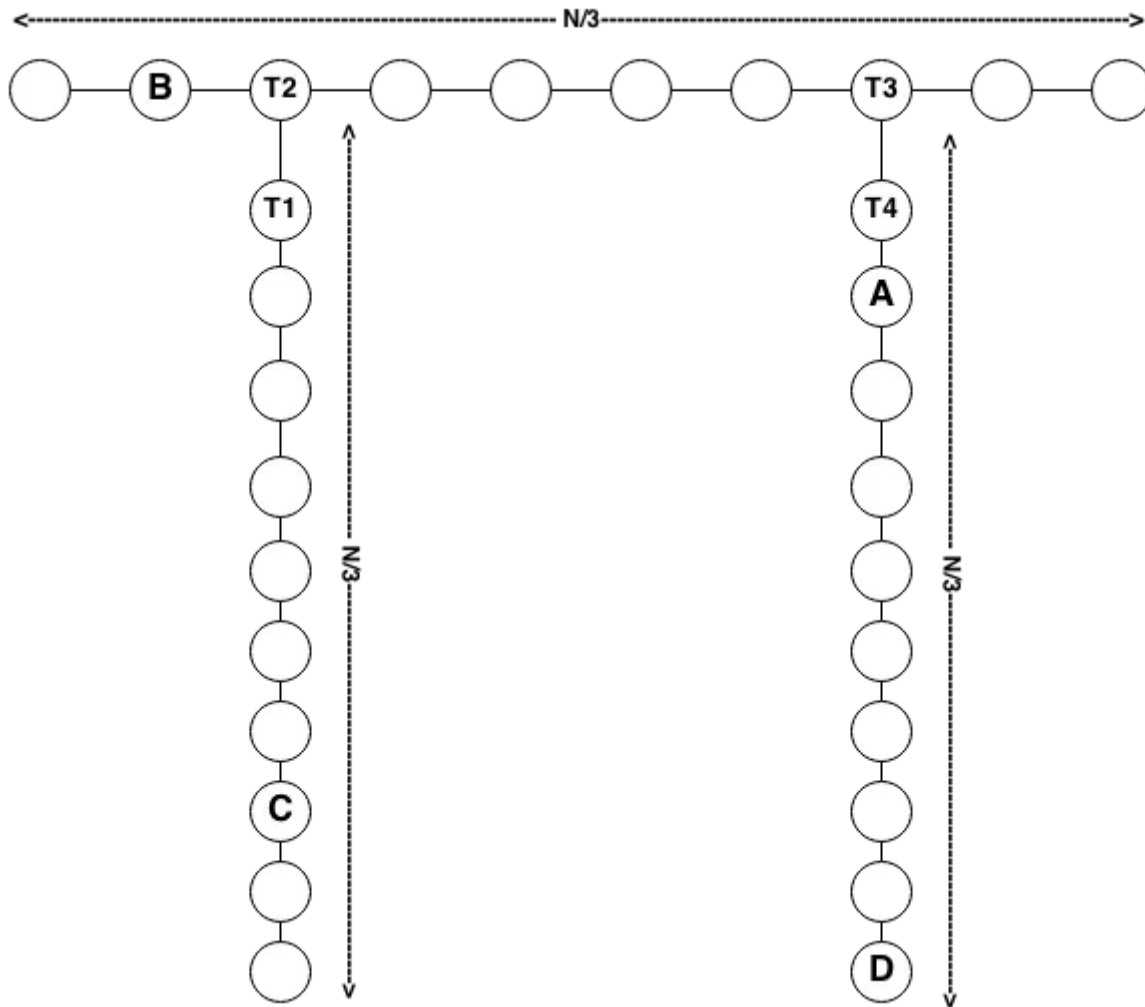 <---- N/3 ---->
B T2 T3
T1 T4
A
N/3 N/3
C
D